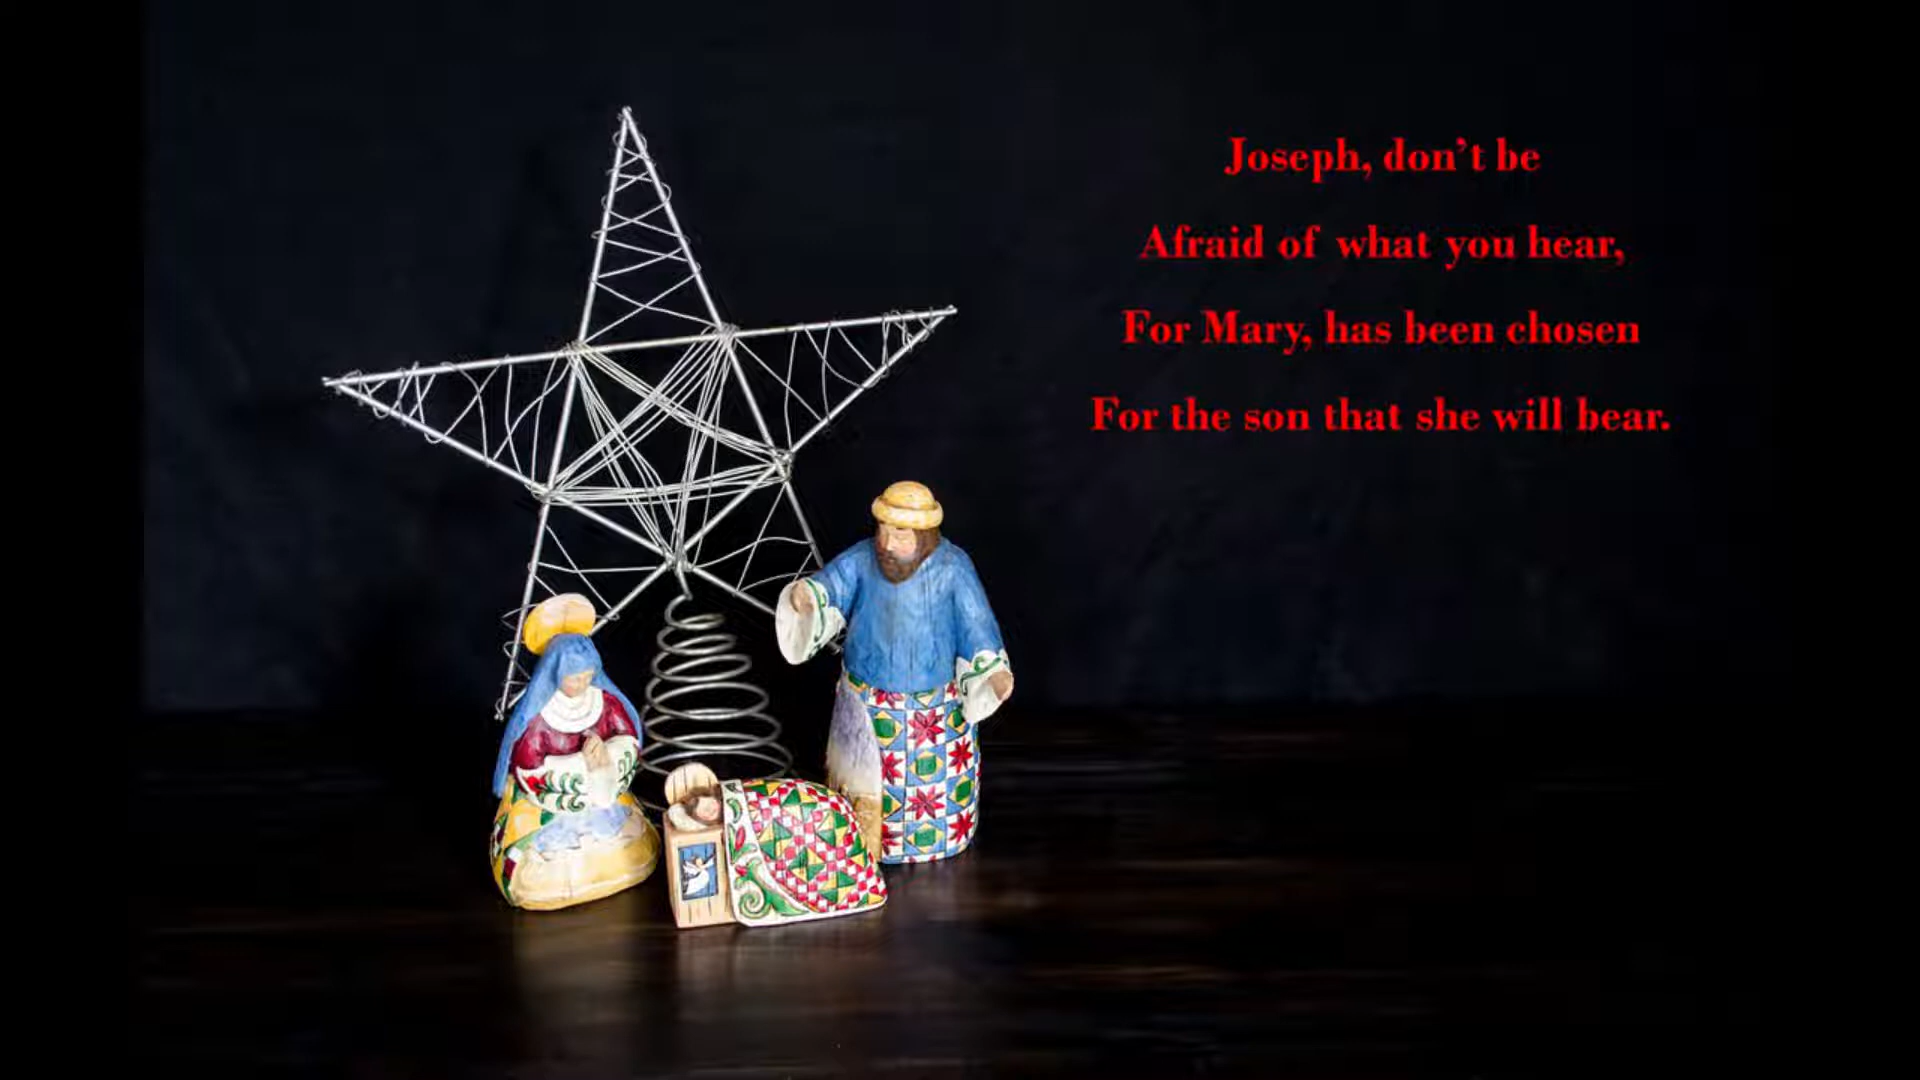 Joseph, don’t be
Afraid of what you hear,
For Mary, has been chosen
For the son that she will bear.